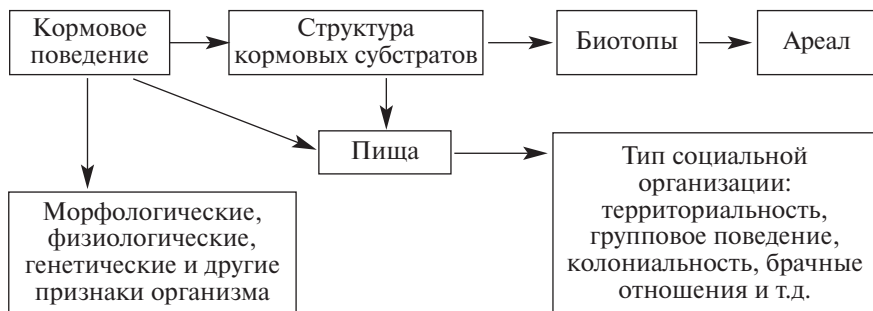 Кормовое
поведение
Структура
кормовых субстратов
Биотопы
Ареал
Пища
Морфологические,
физиологические,
генетические и другие
признаки организма
Тип социальной
организации:
территориальность,
групповое поведение,
колониальность, брачные
отношения и т.д.